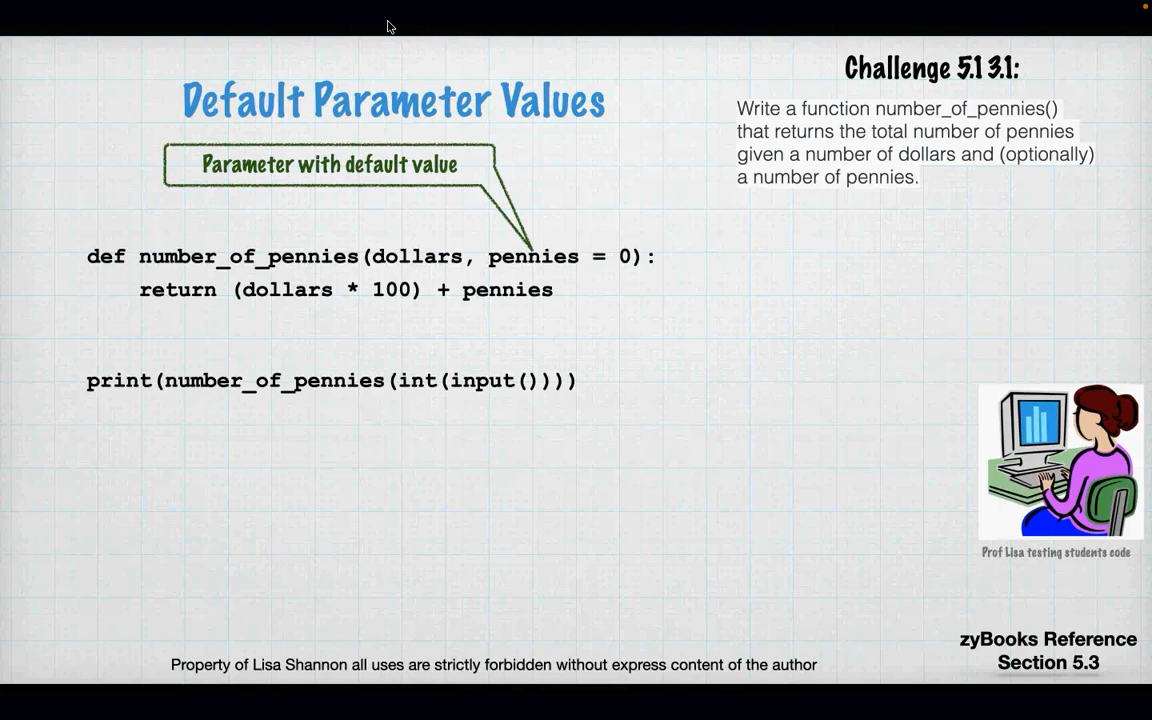 Default Parameter Values
Parameter with default value
def number_of_pennies(dollars, pennies = 0):
return (dollars * 100) + pennies
print(number_of_pennies(int(input())))
Challenge 5.1 3.1:
Write a function number_of_pennies()
that returns the total number of pennies
given a number of dollars and (optionally)
a number of pennies.
Prof Lisa testing students code
zyBooks Reference
Section 5.3
Property of Lisa Shannon all uses are strictly forbidden without express content of the author